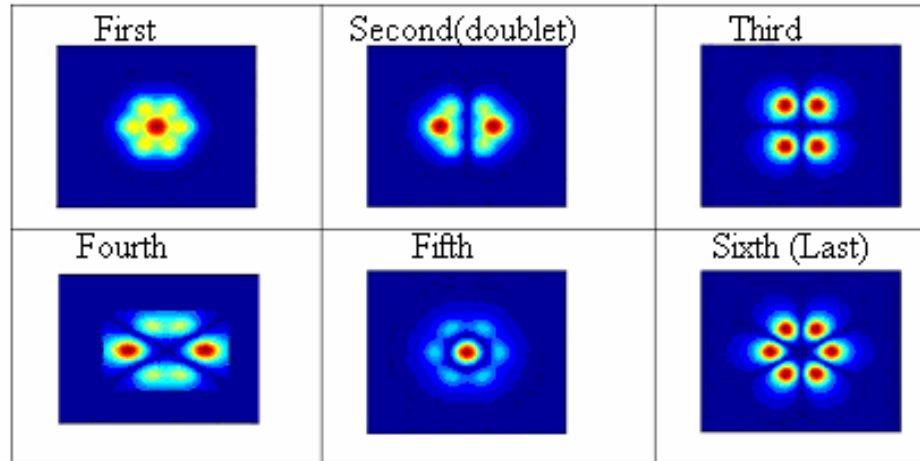 First
Second(doublet)
Third
Fourth
Fifth
Sixth (Last)